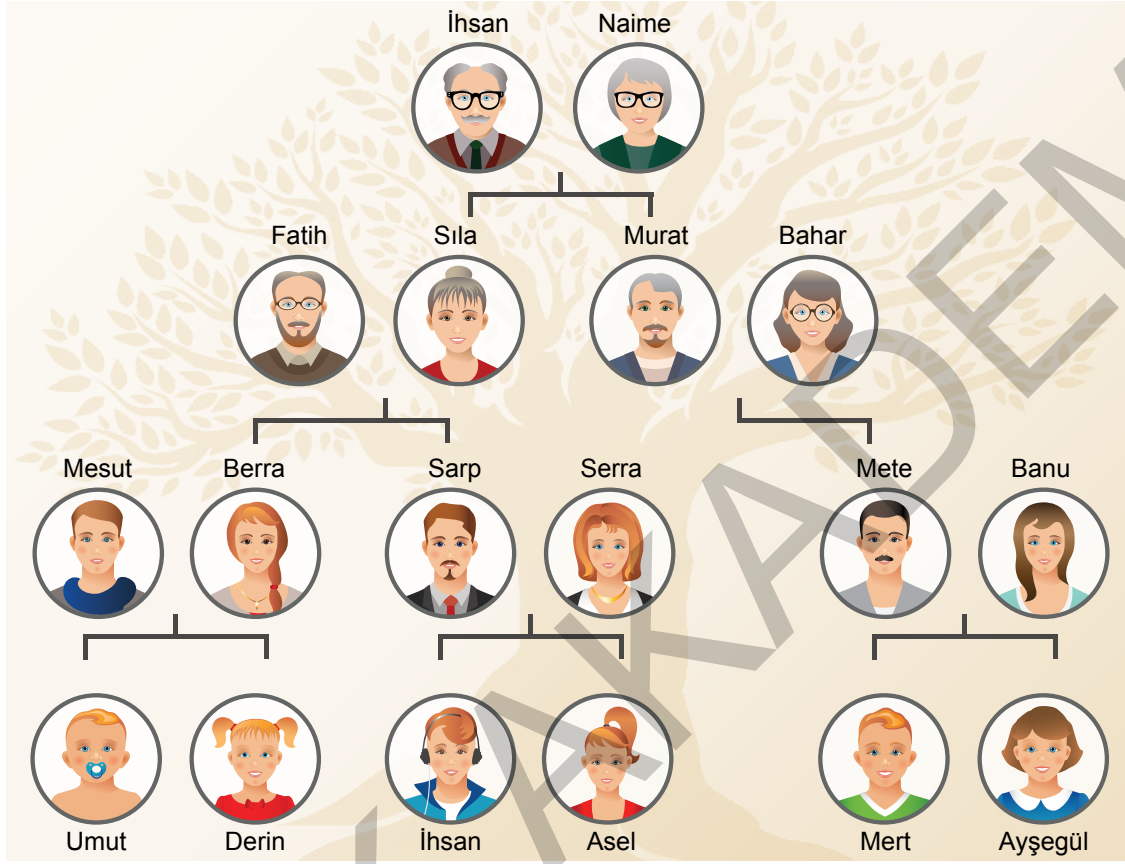 İhsan Naime
Fatih Sıla Murat Bahar
Mesut Berra Sarp Serra Mete Banu
Umut Derin İhsan Asel Mert Ayşegül